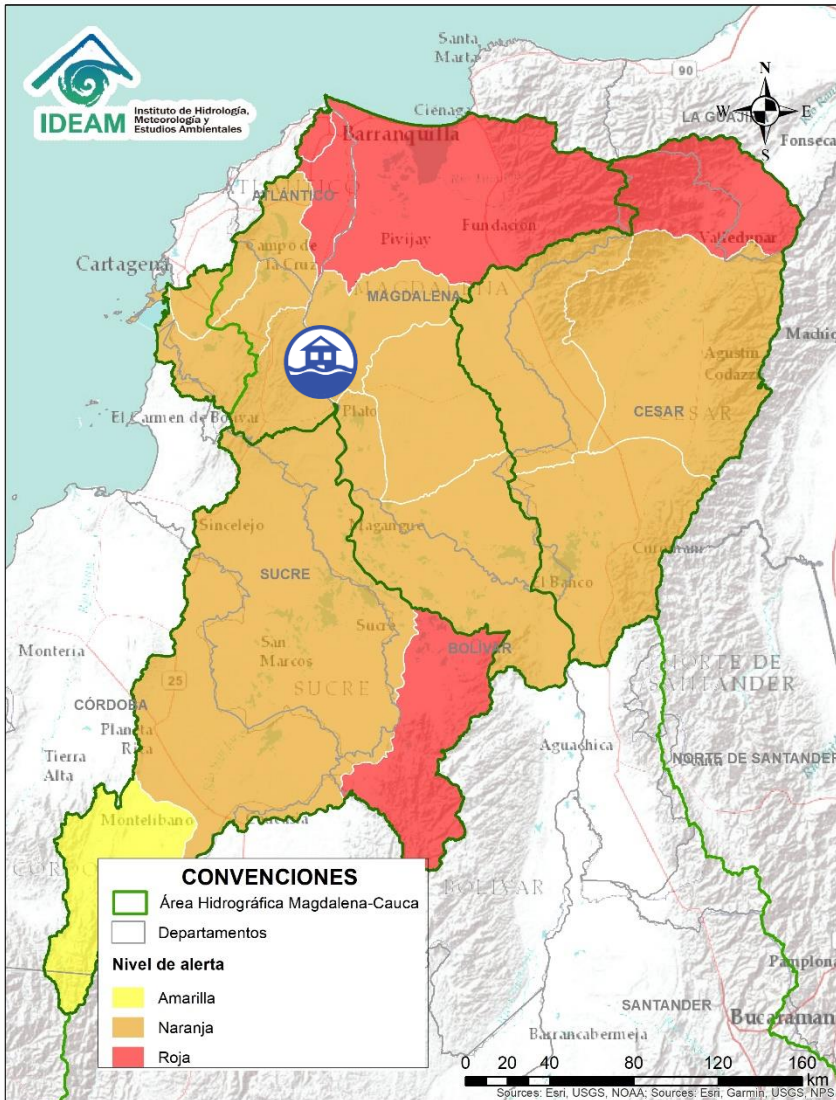 IDEAM
Instituto de Hidrología,
Meteorología y
Estudios Ambientales
Santa
Marta
90
N
E
S
LA GUAJI
Fonseca
Ciénaga
Barranquilla
ATLÁNTICO
Fundación
Pivijay
Valledupar
Campo de
la Cruz
Cartagena
MAGDALENA
Agustín
Codazzi
El Carmen de Bolívar
Plato
CESAR
CESAR
Sincelejo
Magangué
Curumaní
El Banco
SUCRE
Sucre
San
Marcos
SUCRE
BOLÍVAR
Montería
25
NORTE DE
SANTANDER
CÓRDOBA
Planeta
Rica
Tierra
Alta
Aguachica
NORTE DE SANTANDER
Montelíbano
BOLÍVAR
CONVENCIONES
Área Hidrográfica Magdalena-Cauca
Departamentos
Nivel de alerta
Amarilla
Naranja
Roja
Pamplona
SANTANDER
Bucaraman
Barrancabermeja
0 20 40 80 120 160
km
Sources: Esri, USGS, NOAA; Sources: Esri, Garmin, USGS, NPS